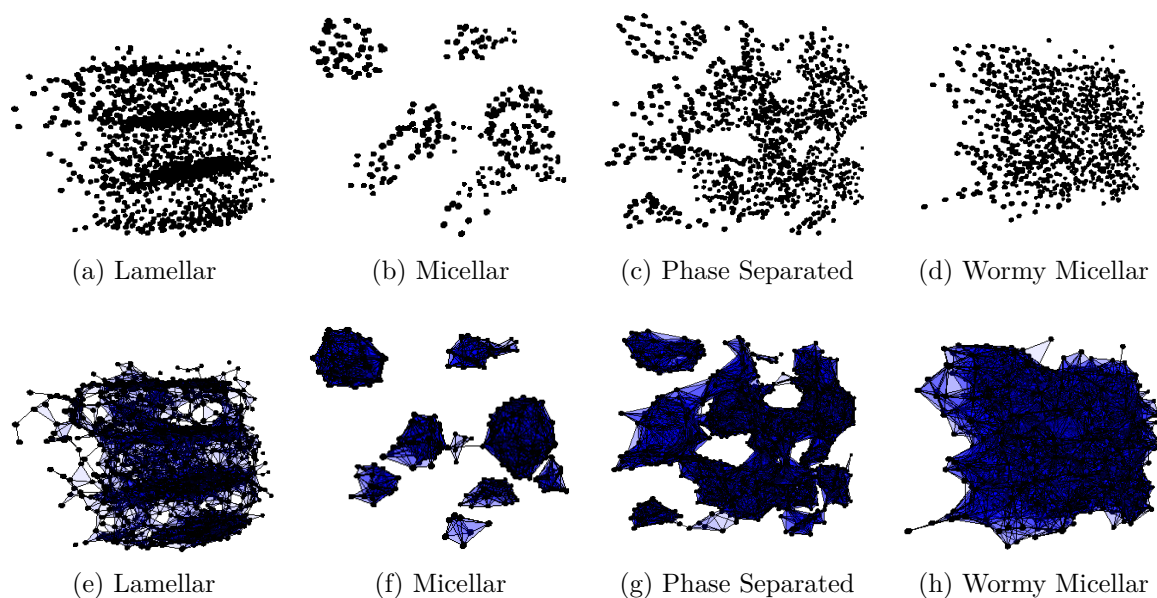 (a) Lamellar
(b) Micellar
(c) Phase Separated
(d) Wormy Micellar
(e) Lamellar
(f) Micellar
(g) Phase Separated
(h) Wormy Micellar